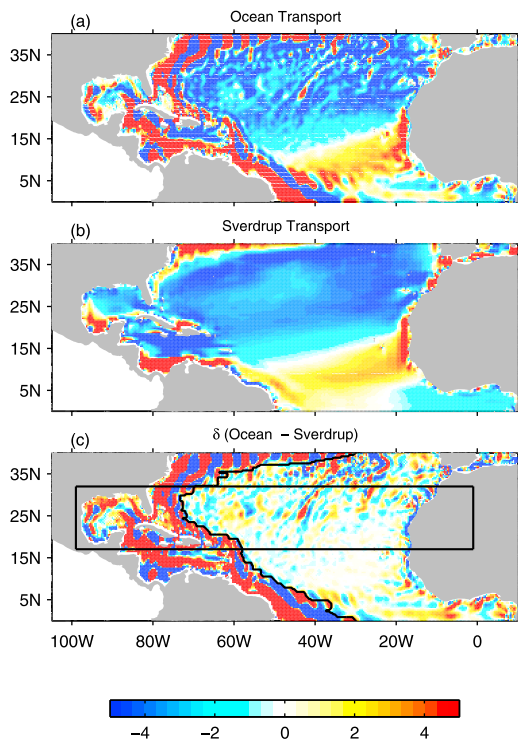 (a)
Ocean Transport
35N
25N
15N
5N
(b)
Sverdrup Transport
35N
25N
15N
5N
(c)
δ (Ocean − Sverdrup)
35N
25N
15N
5N
100W 80W 60W 40W 20W 0
−4 −2 0 2 4